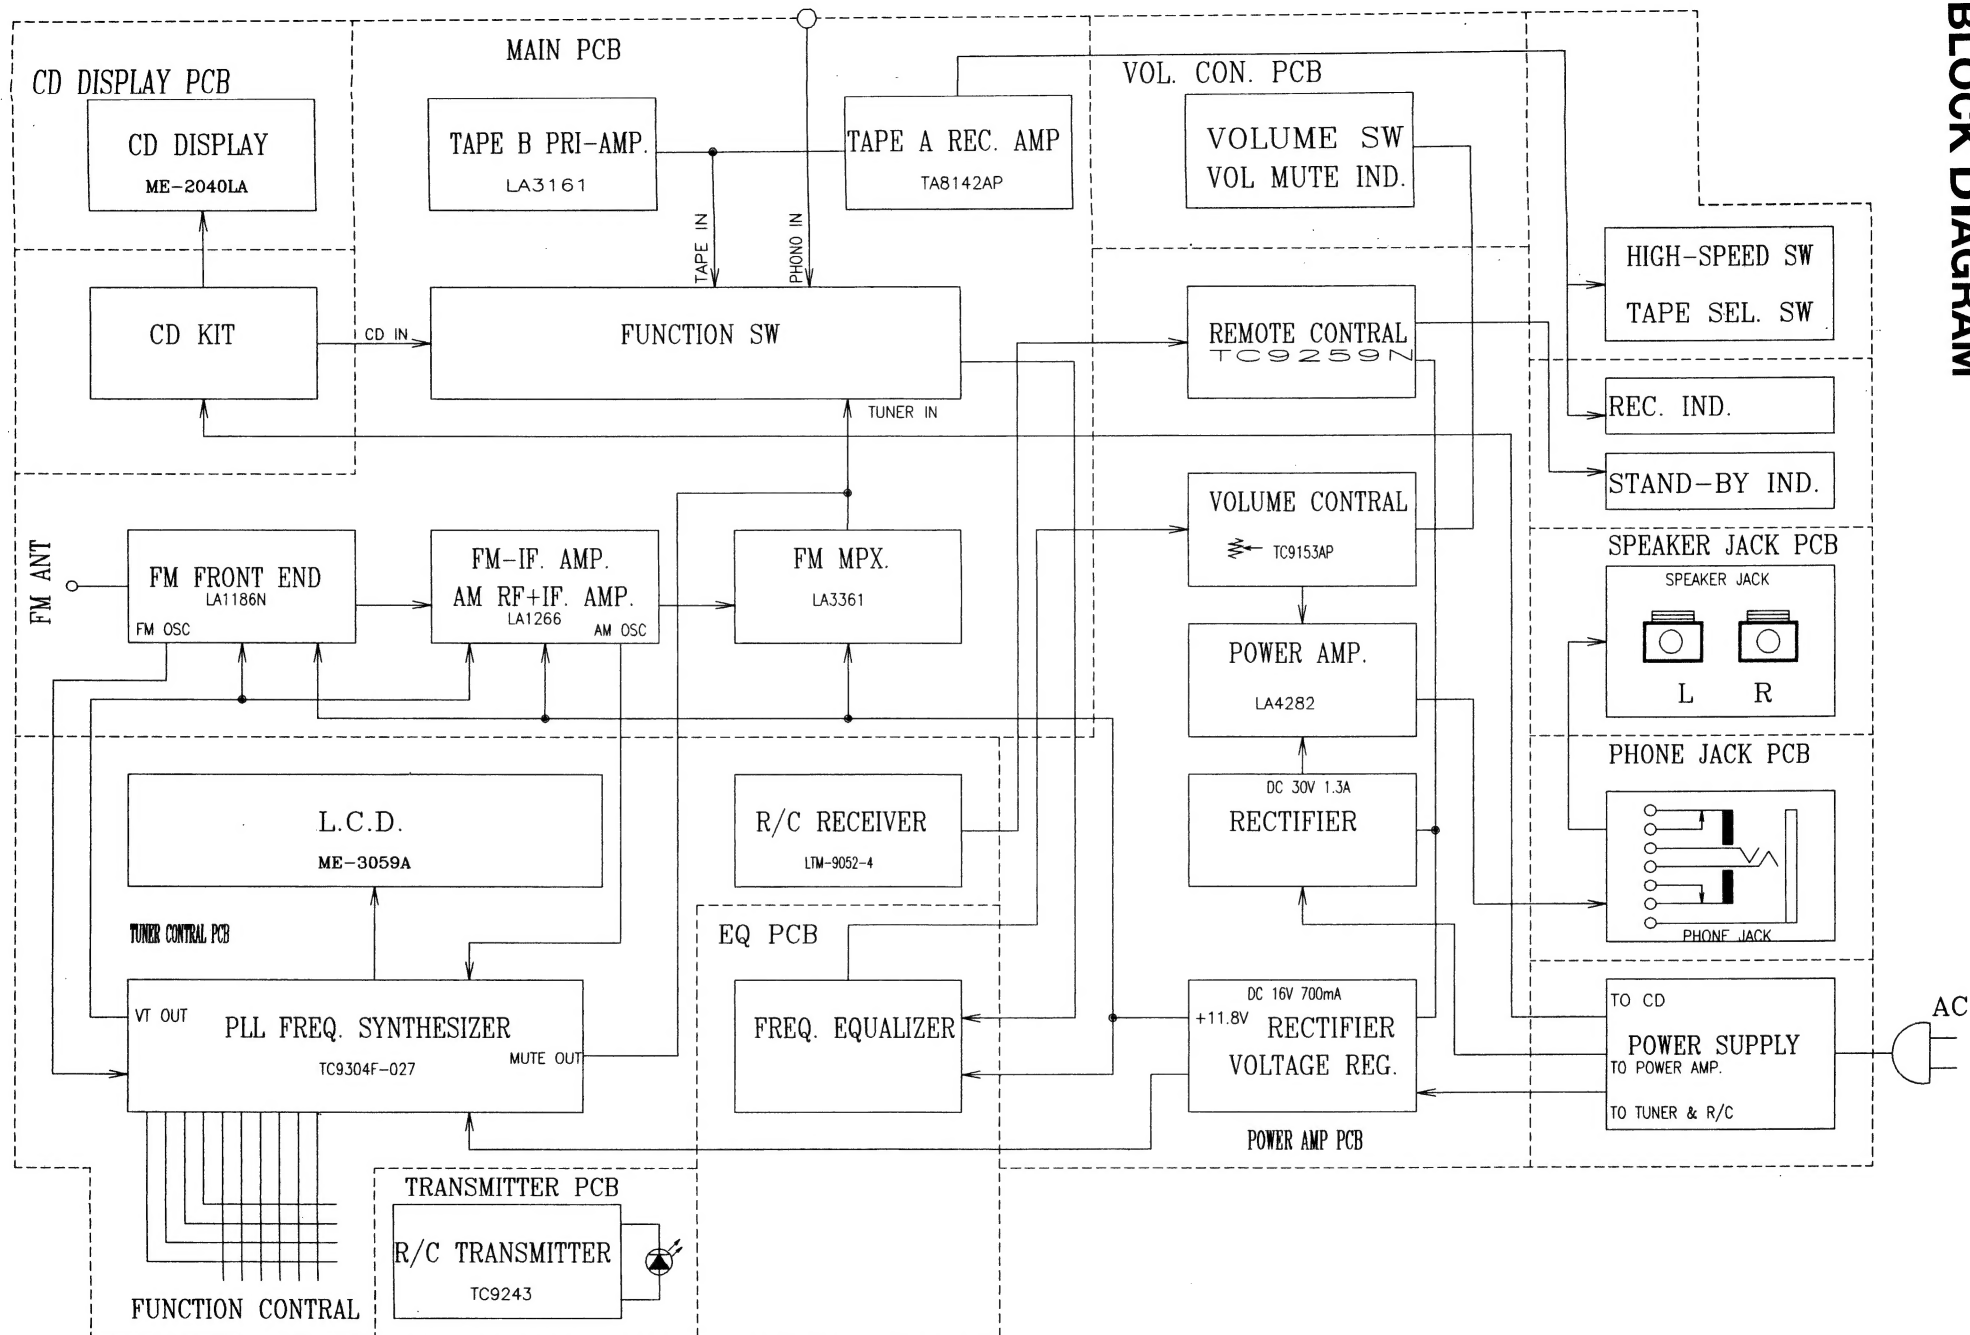 BLOCK DIAGRAM
MAIN PCB
CD DISPLAY PCB
CD DISPLAY
ME-2040LA
TAPE B PRI-AMP.
LA3161
TAPE A REC. AMP
TA8142AP
VOL. CON. PCB
VOLUME SW
VOL MUTE IND.
TAPE IN
PHONO IN
HIGH-SPEED SW
TAPE SEL. SW
CD KIT
CD IN
FUNCTION SW
TUNER IN
REMOTE CONTRAL
TC9259N
REC. IND.
STAND-BY IND.
FM ANT
FM FRONT END
LA1186N
FM OSC
FM-IF. AMP.
AM RF+IF. AMP.
LA1266
AM OSC
FM MPX.
LA3361
VOLUME CONTRAL
TC9153AP
POWER AMP.
LA4282
SPEAKER JACK PCB
SPEAKER JACK
L R
PHONE JACK PCB
PHONE JACK
L.C.D.
ME-3059A
R/C RECEIVER
LTM-9052-4
DC 30V 1.3A
RECTIFIER
TUNER CONTRAL PCB
EQ PCB
VT OUT
PLL FREQ. SYNTHESIZER
TC9304F-027
MUTE OUT
FREQ. EQUALIZER
DC 16V 700mA
+11.8V
RECTIFIER
VOLTAGE REG.
POWER AMP PCB
TO CD
POWER SUPPLY
TO POWER AMP.
TO TUNER & R/C
AC
FUNCTION CONTRAL
TRANSMITTER PCB
R/C TRANSMITTER
TC9243